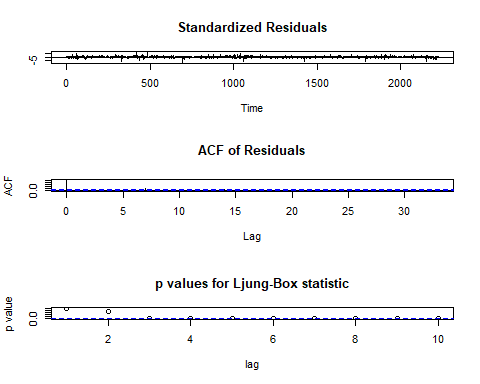 Standardized Residuals
-5
0 500 1000 1500 2000
Time
ACF of Residuals
ACF
0.0
0 5 10 15 20 25 30
Lag
p values for Ljung-Box statistic
p value
0.0
2 4 6 8 10
lag